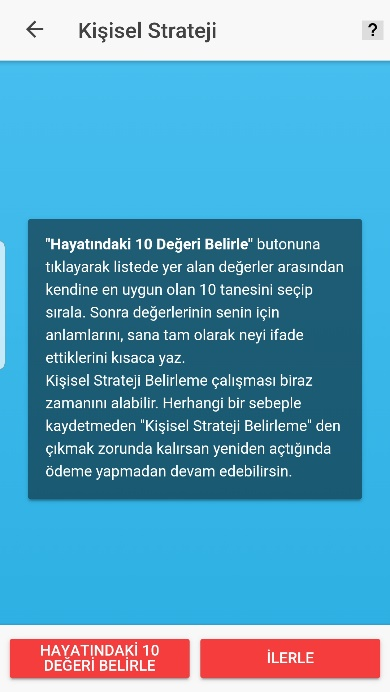 Kişisel Strateji
?
"Hayatındaki 10 Değeri Belirle" butonuna
tıklayarak listede yer alan değerler arasından
kendine en uygun olan 10 tanesini seçip
sırala. Sonra değerlerinin senin için
anlamlarını, sana tam olarak neyi ifade
ettiklerini kısaca yaz.
Kişisel Strateji Belirleme çalışması biraz
zamanını alabilir. Herhangi bir sebeple
kaydetmeden "Kişisel Strateji Belirleme" den
çıkmak zorunda kalırsan yeniden açtığında
ödeme yapmadan devam edebilirsin.
HAYATINDAKİ 10
DEĞERİ BELİRLE
İLERLE